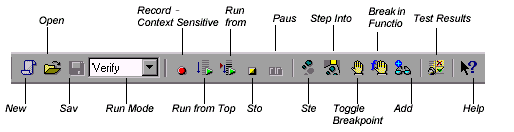 Record - Context Sensitive
Run from
Open
Paus
Step Into
Break in Functio
Test Results
Verify
New
Sav
Run Mode
Run from Top
Sto
Ste
Toggle Breakpoint
Add
Help